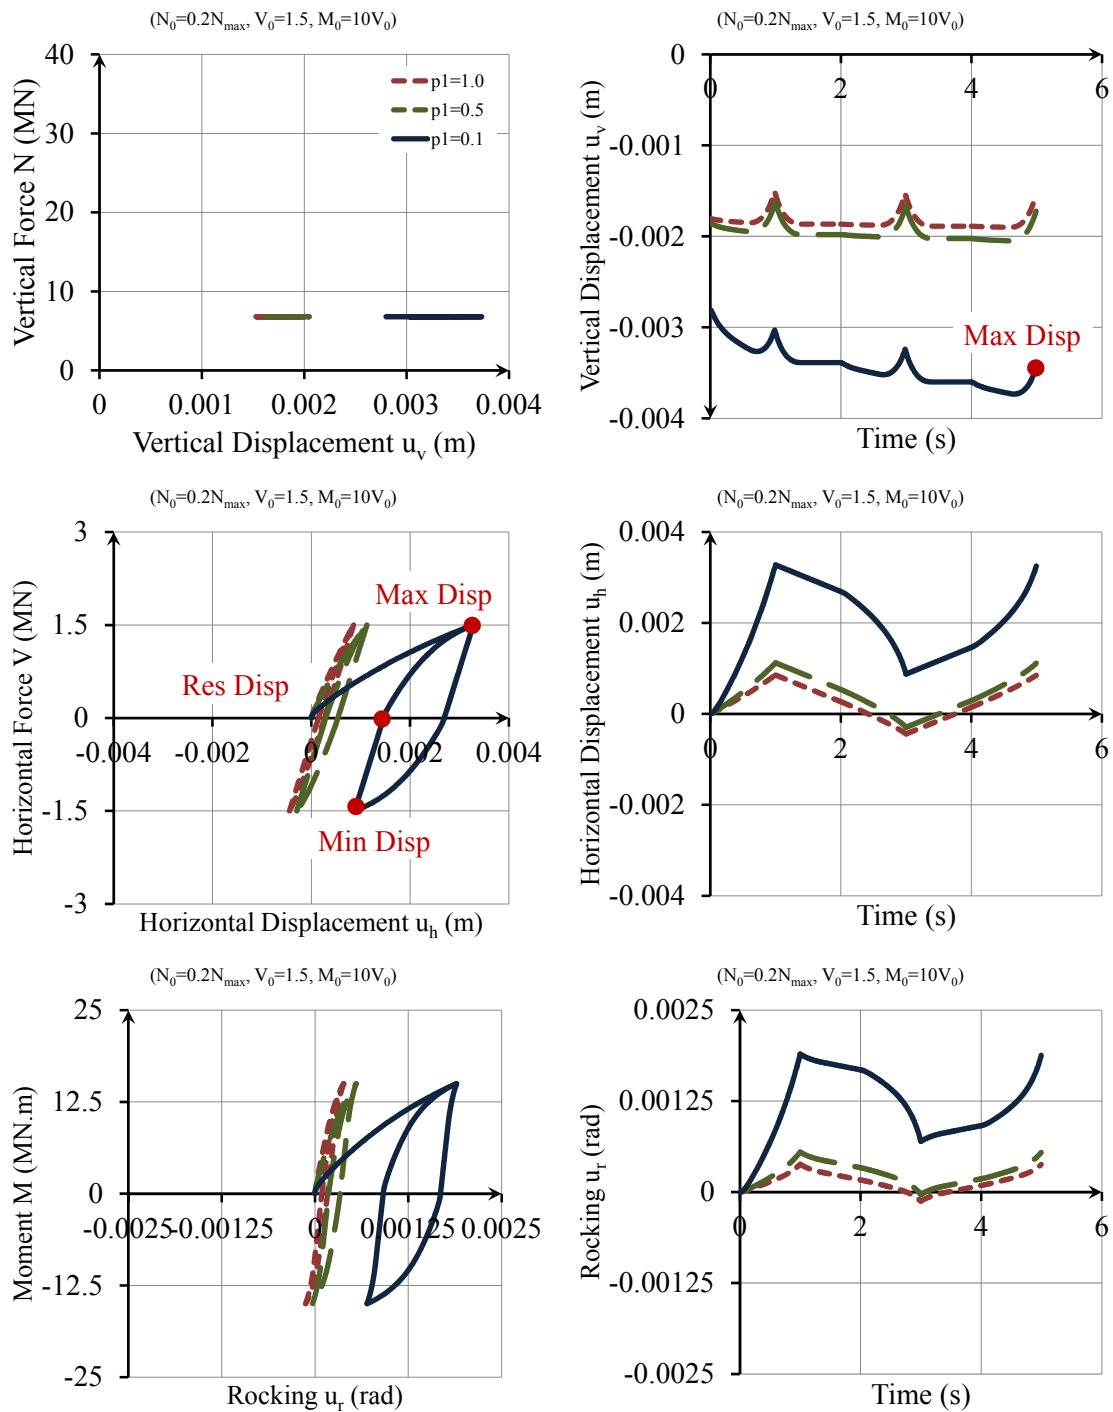 (N₀=0.2Nₘₐₓ, V₀=1.5, M₀=10V₀)
40
30
20
10
0
Vertical Force N (MN)
p1=1.0
p1=0.5
p1=0.1
0
0.001
0.002
0.003
0.004
Vertical Displacement uᵥ (m)
(N₀=0.2Nₘₐₓ, V₀=1.5, M₀=10V₀)
0
-0.001
-0.002
-0.003
-0.004
Vertical Displacement uᵥ (m)
0
2
4
6
Max Disp
Time (s)
(N₀=0.2Nₘₐₓ, V₀=1.5, M₀=10V₀)
3
1.5
0
-1.5
-3
Horizontal Force V (MN)
Max Disp
Res Disp
-0.004
-0.002
0
0.002
0.004
Min Disp
Horizontal Displacement uₕ (m)
(N₀=0.2Nₘₐₓ, V₀=1.5, M₀=10V₀)
0.004
0.002
0
-0.002
-0.004
Horizontal Displacement uₕ (m)
0
2
4
6
Time (s)
(N₀=0.2Nₘₐₓ, V₀=1.5, M₀=10V₀)
25
12.5
0
-12.5
-25
Moment M (MN.m)
-0.0025
-0.00125
0
0.00125
0.0025
Rocking uᵣ (rad)
(N₀=0.2Nₘₐₓ, V₀=1.5, M₀=10V₀)
0.0025
0.00125
0
-0.00125
-0.0025
Rocking uᵣ (rad)
0
2
4
6
Time (s)